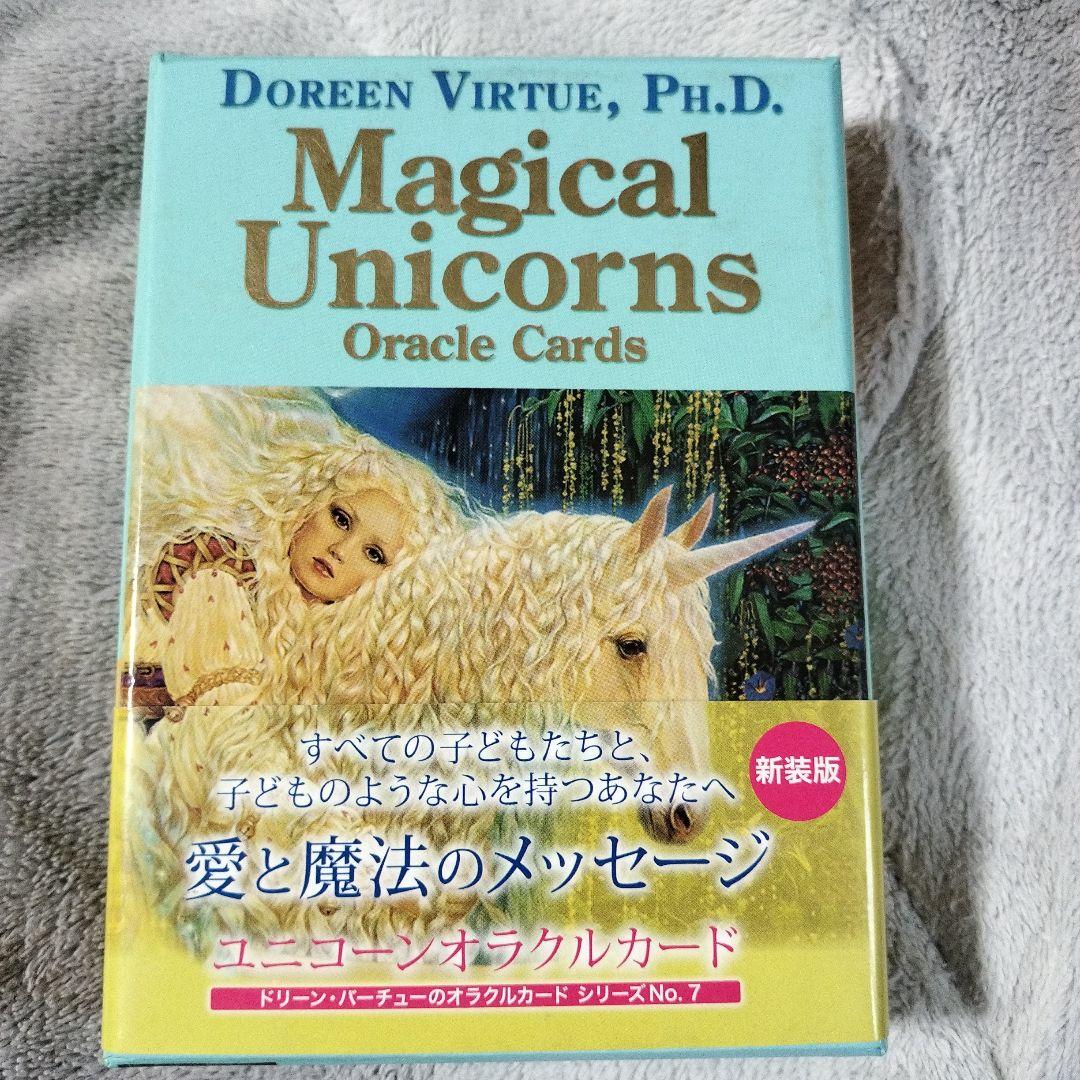 DOREEN VIRTUE, PH.D.
Magical
Unicorns
Oracle Cards
すべての子どもたちと、
子どものような心を持つあなたへ
新装版
愛と魔法のメッセージ
ユニコーンオラクルカード
ドリーン・バーチューのオラクルカード シリーズNo.7